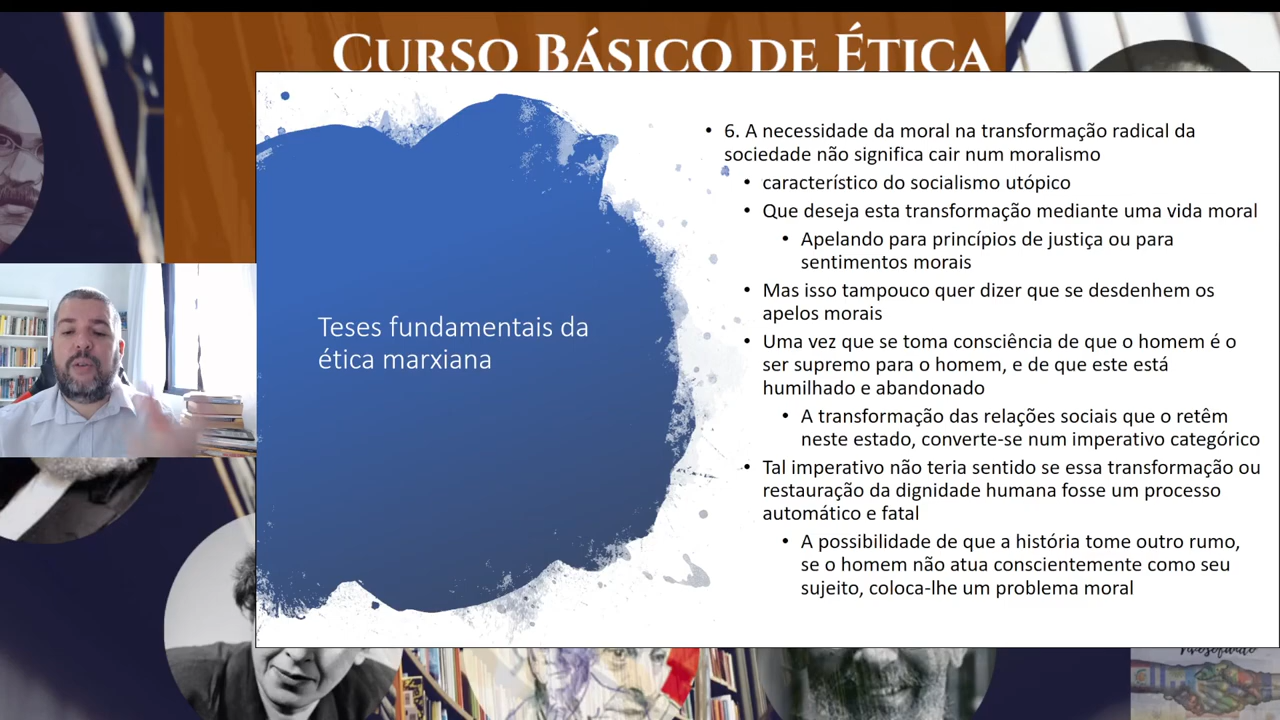 CURSO BÁSICO DE ÉTICA
Teses fundamentais da
ética marxiana
• 6. A necessidade da moral na transformação radical da
sociedade não significa cair num moralismo
• característico do socialismo utópico
• Que deseja esta transformação mediante uma vida moral
• Apelando para princípios de justiça ou para
sentimentos morais
• Mas isso tampouco quer dizer que se desdenhem os
apelos morais
• Uma vez que se toma consciência de que o homem é o
ser supremo para o homem, e de que este está
humilhado e abandonado
• A transformação das relações sociais que o retêm
neste estado, converte-se num imperativo categórico
• Tal imperativo não teria sentido se essa transformação ou
restauração da dignidade humana fosse um processo
automático e fatal
• A possibilidade de que a história tome outro rumo,
se o homem não atua conscientemente como seu
sujeito, coloca-lhe um problema moral